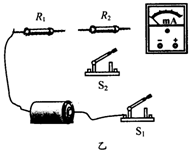 R₁
R₂
mA
- +
S₂
S₁
乙